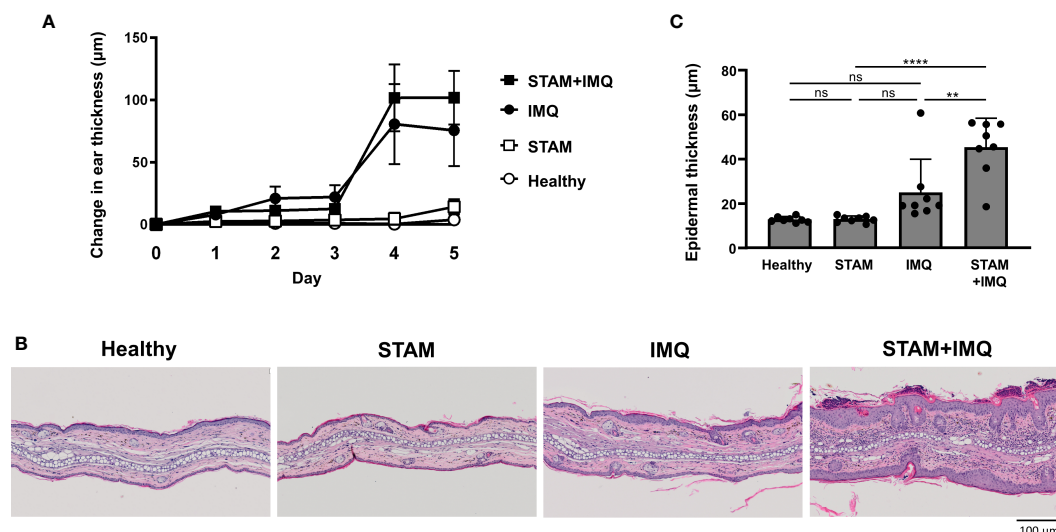 A
Change in ear thickness (µm)
150
100
50
0
0 1 2 3 4 5
Day
STAM+IMQ
IMQ
STAM
Healthy
C
Epidermal thickness (µm)
80
60
40
20
0
****
ns
ns ns **
Healthy STAM IMQ STAM
+IMQ
B
Healthy STAM IMQ STAM+IMQ
100 µm